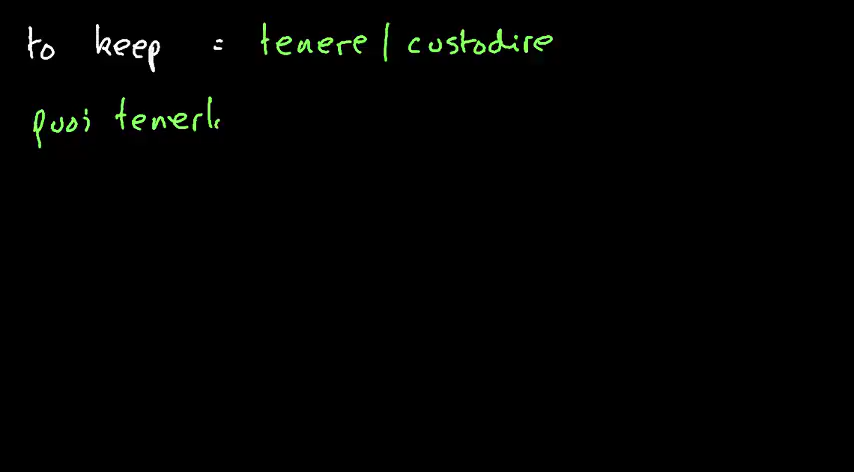 to keep = tenere / custodire
puoi tenerl